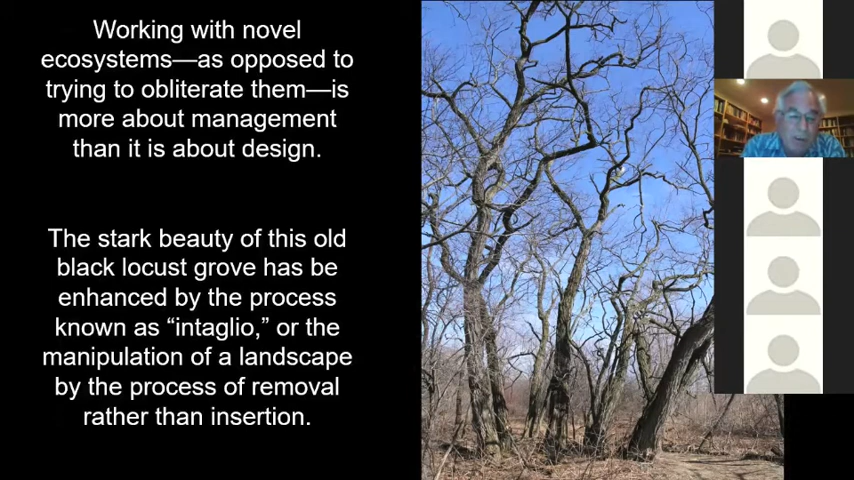 Working with novel
ecosystems—as opposed to
trying to obliterate them—is
more about management
than it is about design.
The stark beauty of this old
black locust grove has be
enhanced by the process
known as “intaglio,” or the
manipulation of a landscape
by the process of removal
rather than insertion.